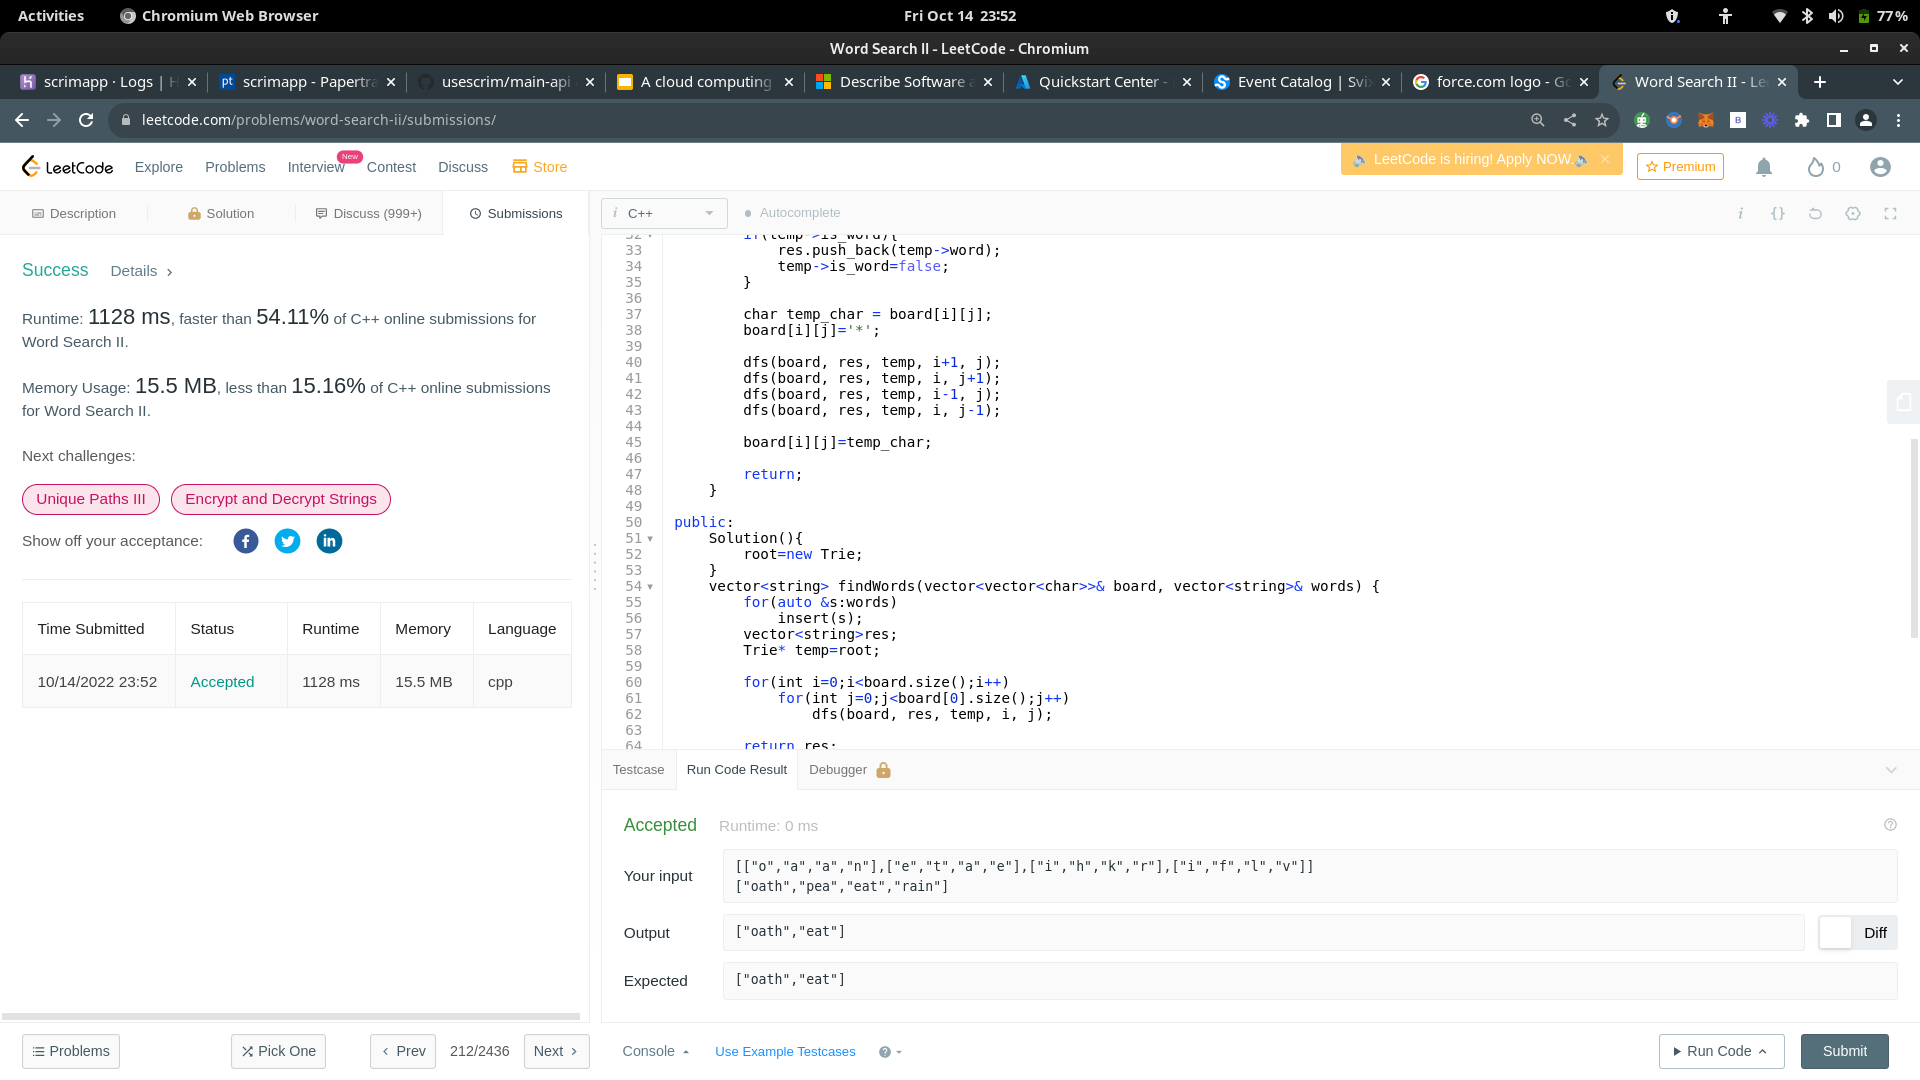 Activities
Chromium Web Browser
Fri Oct 14 23:52
77%
Word Search II - LeetCode - Chromium
scrimapp · Logs | H
scrimapp - Papertra
usescrim/main-api
A cloud computing
Describe Software a
Quickstart Center -
Event Catalog | Svix
force.com logo - Go
Word Search II - Le
leetcode.com/problems/word-search-ii/submissions/
LeetCode
Explore
Problems
Interview
New
Contest
Discuss
Store
LeetCode is hiring! Apply NOW.
Premium
0
Description
Solution
Discuss (999+)
Submissions
i C++
Autocomplete
Success
Details
Runtime: 1128 ms, faster than 54.11% of C++ online submissions for
Word Search II.
Memory Usage: 15.5 MB, less than 15.16% of C++ online submissions
for Word Search II.
Next challenges:
Unique Paths III
Encrypt and Decrypt Strings
Show off your acceptance:
Time Submitted Status Runtime Memory Language
10/14/2022 23:52 Accepted 1128 ms 15.5 MB cpp
32 if(temp->is_word){
33 res.push_back(temp->word);
34 temp->is_word=false;
35 }
36
37 char temp_char = board[i][j];
38 board[i][j]='*';
39
40 dfs(board, res, temp, i+1, j);
41 dfs(board, res, temp, i, j+1);
42 dfs(board, res, temp, i-1, j);
43 dfs(board, res, temp, i, j-1);
44
45 board[i][j]=temp_char;
46
47 return;
48 }
49
50 public:
51 Solution(){
52 root=new Trie;
53 }
54 vector<string> findWords(vector<vector<char>>& board, vector<string>& words) {
55 for(auto &s:words)
56 insert(s);
57 vector<string>res;
58 Trie* temp=root;
59
60 for(int i=0;i<board.size();i++)
61 for(int j=0;j<board[0].size();j++)
62 dfs(board, res, temp, i, j);
63
64 return res;
Testcase
Run Code Result
Debugger
Accepted
Runtime: 0 ms
Your input
[["o","a","a","n"],["e","t","a","e"],["i","h","k","r"],["i","f","l","v"]]
["oath","pea","eat","rain"]
Output
["oath","eat"]
Diff
Expected
["oath","eat"]
Problems
Pick One
Prev
212/2436
Next
Console
Use Example Testcases
Run Code
Submit